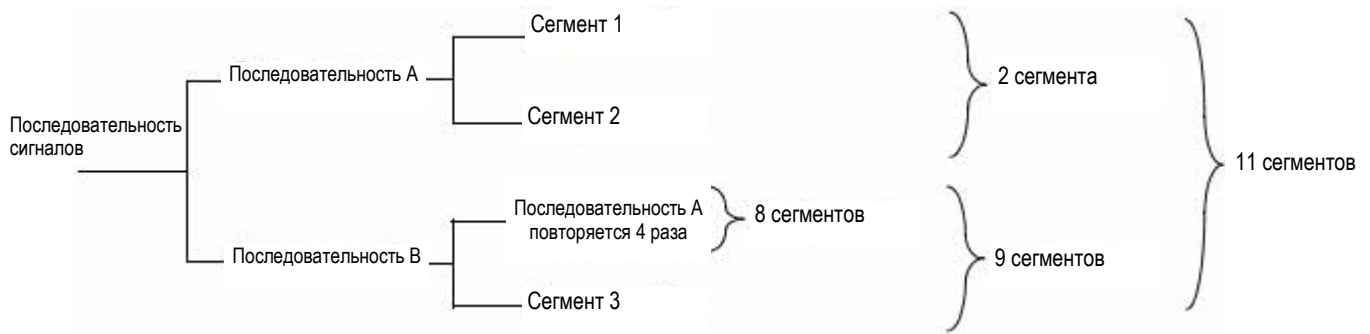 Сегмент 1
Последовательность А
2 сегмента
Сегмент 2
Последовательность
сигналов
11 сегментов
Последовательность А
повторяется 4 раза
8 сегментов
Последовательность В
9 сегментов
Сегмент 3